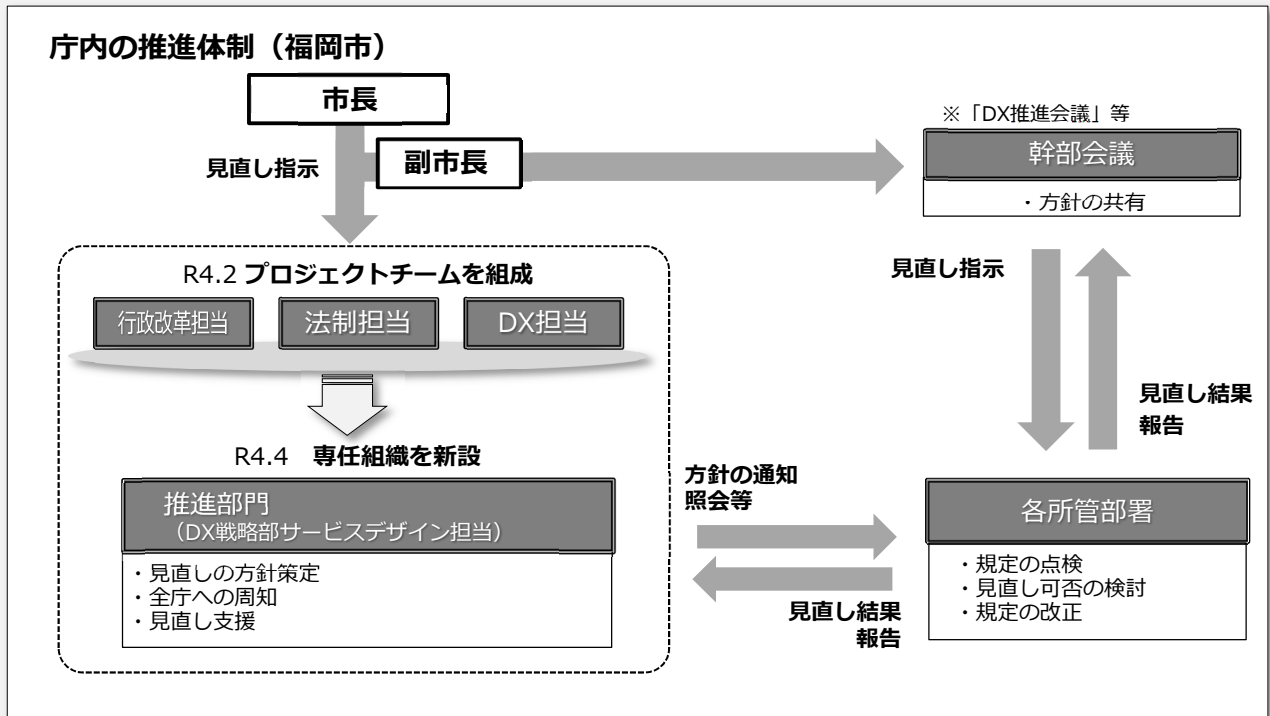 庁内の推進体制（福岡市）
市長
見直し指示
副市長
※「DX推進会議」等
幹部会議
・方針の共有
R4.2 プロジェクトチームを組成
行政改革担当
法制担当
DX担当
見直し指示
見直し結果
報告
R4.4　専任組織を新設
推進部門
（DX戦略部サービスデザイン担当）
・見直しの方針策定
・全庁への周知
・見直し支援
方針の通知
照会等
見直し結果
報告
各所管部署
・規定の点検
・見直し可否の検討
・規定の改正